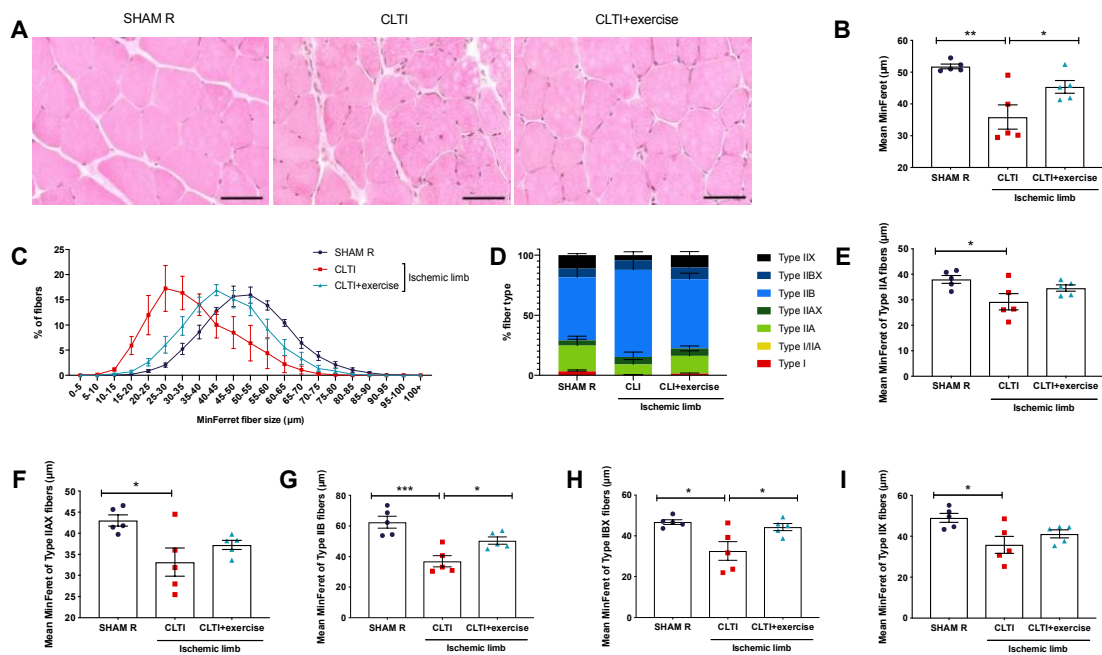 SHAM R CLTI CLTI+exercise
A
B
** *
Mean MinFeret (µm)
60
50
40
30
20
SHAM R CLTI CLTI+exercise
Ischemic limb
C
% of fibers
20
15
10
5
0
SHAM R
CLTI
CLTI+exercise
Ischemic limb
0-5 5-10 10-15 15-20 20-25 25-30 30-35 35-40 40-45 45-50 50-55 55-60 60-65 65-70 70-75 75-80 80-85 85-90 90-95 95-100 100+
MinFerret fiber size (µm)
D
% fiber type
100
50
0
SHAM R CLI CLTI+exercise
Ischemic limb
Type IIX
Type IIBX
Type IIB
Type IIAX
Type IIA
Type I/IIA
Type I
E
*
Mean MinFeret of Type IIA fibers (µm)
50
40
30
20
10
0
SHAM R CLTI CLTI+exercise
Ischemic limb
F
*
Mean MinFeret of Type IIAX fibers (µm)
50
45
40
35
30
25
20
SHAM R CLTI CLTI+exercise
Ischemic limb
G
*** *
Mean MinFeret of Type IIB fibers (µm)
80
60
40
20
0
SHAM R CLTI CLTI+exercise
Ischemic limb
H
* *
Mean MinFeret of Type IIBX fibers (µm)
60
40
20
0
SHAM R CLTI CLTI+exercise
Ischemic limb
I
*
Mean MinFeret of Type IIX fibers (µm)
60
40
20
0
SHAM R CLTI CLTI+exercise
Ischemic limb